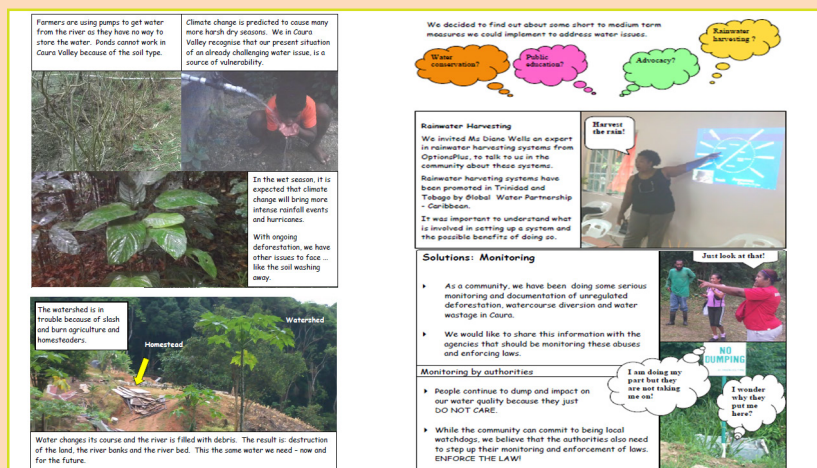 Farmers are using pumps to get water
from the river as they have no way to
store the water. Ponds cannot work in
Caura Valley because of the soil type.
Climate change is predicted to cause many
more harsh dry seasons. We in Caura
Valley recognise that our present situation
of an already challenging water issue, is a
source of vulnerability.
In the wet season, it is
expected that climate
change will bring more
intense rainfall events
and hurricanes.
With ongoing
deforestation, we have
other issues to face ...
like the soil washing
away.
The watershed is in
trouble because of slash
and burn agriculture and
homesteaders.
Watershed
Homestead
Water changes its course and the river is filled with debris. The result is: destruction
of the land, the river banks and the river bed. This the same water we need - now and
for the future.
We decided to find out about some short to medium term
measures we could implement to address water issues.
Water
conservation?
Public
education?
Advocacy?
Rainwater
harvesting ?
Rainwater Harvesting
We invited Ms Diane Wells an expert
in rainwater harvesting systems from
OptionsPlus, to talk to us in the
community about these systems.
Rainwater harveting systems have
been promoted in Trinidad and
Tobago by Global Water Partnership
- Caribbean.
It was important to understand what
is involved in setting up a system and
the possible benefits of doing so.
Harvest
the rain!
Solutions: Monitoring
As a community, we have been doing some serious
monitoring and documentation of unregulated
deforestation, watercourse diversion and water
wastage in Caura.
We would like to share this information with the
agencies that should be monitoring these abuses
and enforcing laws.
Just look at that!
Monitoring by authorities
People continue to dump and impact on
our water quality because they just
DO NOT CARE.
While the community can commit to being local
watchdogs, we believe that the authorities also need
to step up their monitoring and enforcement of laws.
ENFORCE THE LAW!
NO
DUMPING
I am doing my
part but they
are not taking
me on!
I wonder
why they
put me
here?